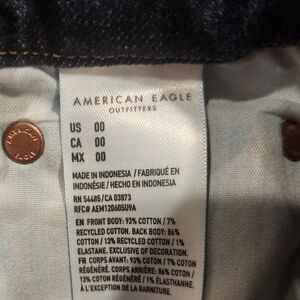 AMERICAN EAGLE
OUTFITTERS
US 00
CA 00
MX 00
MADE IN INDONESIA / FABRIQUÉ EN
INDONÉSIE / HECHO EN INDONESIA
RN 54485/CA 03873
RFC# AEM120605U9A
EN FRONT BODY: 93% COTTON / 7%
RECYCLED COTTON. BACK BODY: 86%
COTTON / 13% RECYCLED COTTON / 1%
ELASTANE. EXCLUSIVE OF DECORATION.
FR CORPS AVANT: 93% COTON / 7% COTON
RÉGÉNÉRÉ. CORPS ARRIÈRE: 86% COTON /
13% COTON RÉGÉNÉRÉ / 1% ÉLASTHANNE.
À L'EXCEPTION DE LA GARNITURE.
AMERICAN
EAGLE